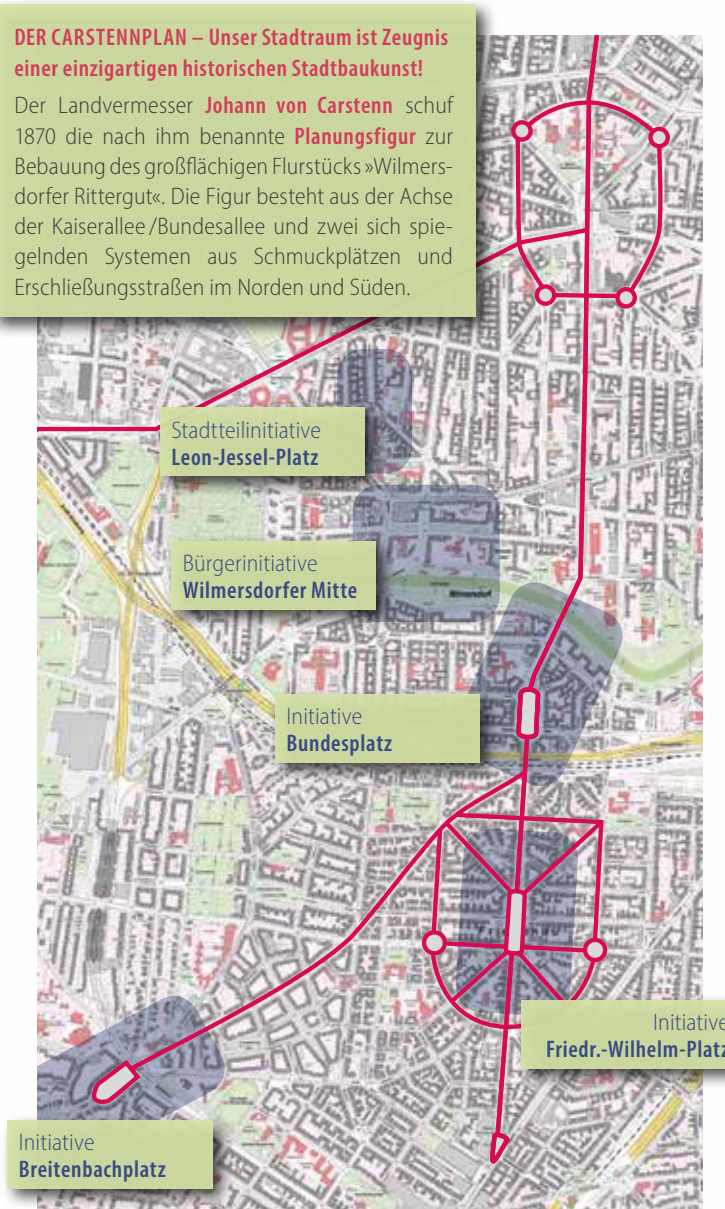 DER CARSTENNPLAN – Unser Stadtraum ist Zeugnis
einer einzigartigen historischen Stadtbaukunst!
Der Landvermesser Johann von Carstenn schuf
1870 die nach ihm benannte Planungsfigur zur
Bebauung des großflächigen Flurstücks »Wilmers-
dorfer Rittergut«. Die Figur besteht aus der Achse
der Kaiserallee/Bundesallee und zwei sich spie-
gelnden Systemen aus Schmuckplätzen und
Erschließungsstraßen im Norden und Süden.
Stadtteilinitiative
Leon-Jessel-Platz
Bürgerinitiative
Wilmersdorfer Mitte
Initiative
Bundesplatz
Initiative
Friedr.-Wilhelm-Platz
Initiative
Breitenbachplatz